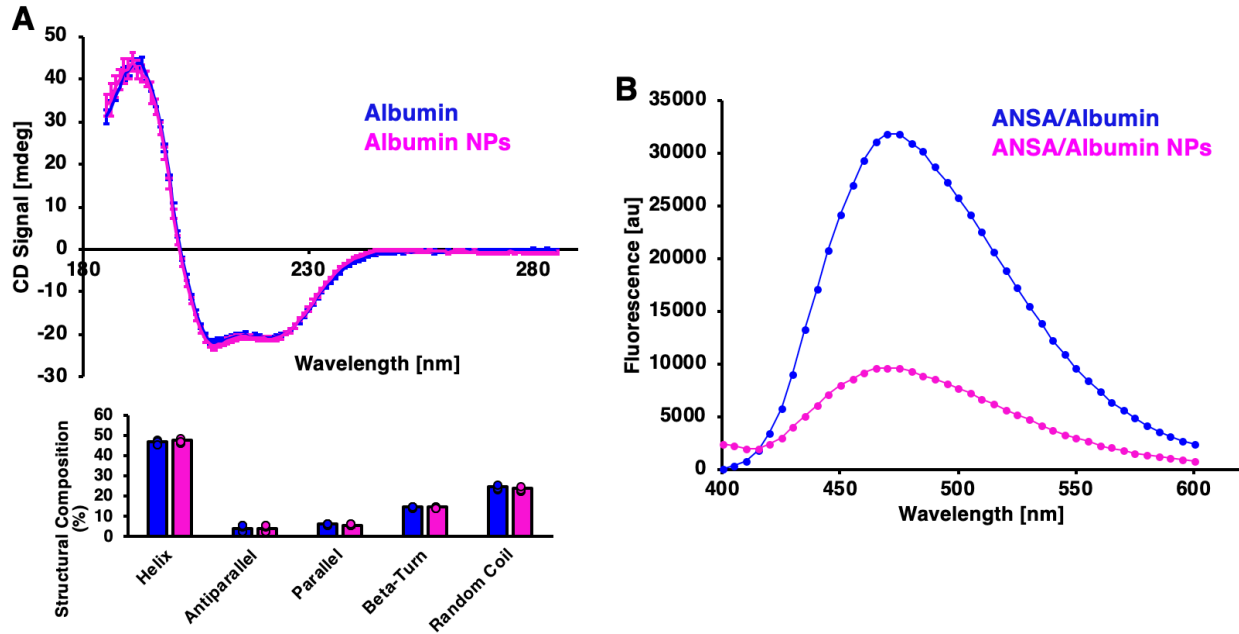 A
50
40
30
20
10
0
-10
-20
-30
180
230
280
CD Signal [mdeg]
Wavelength [nm]
Albumin
Albumin NPs
60
50
40
30
20
10
0
Structural Composition
(%)
Helix
Antiparallel
Parallel
Beta-Turn
Random Coil
B
35000
30000
25000
20000
15000
10000
5000
0
400
450
500
550
600
Fluorescence [au]
Wavelength [nm]
ANSA/Albumin
ANSA/Albumin NPs